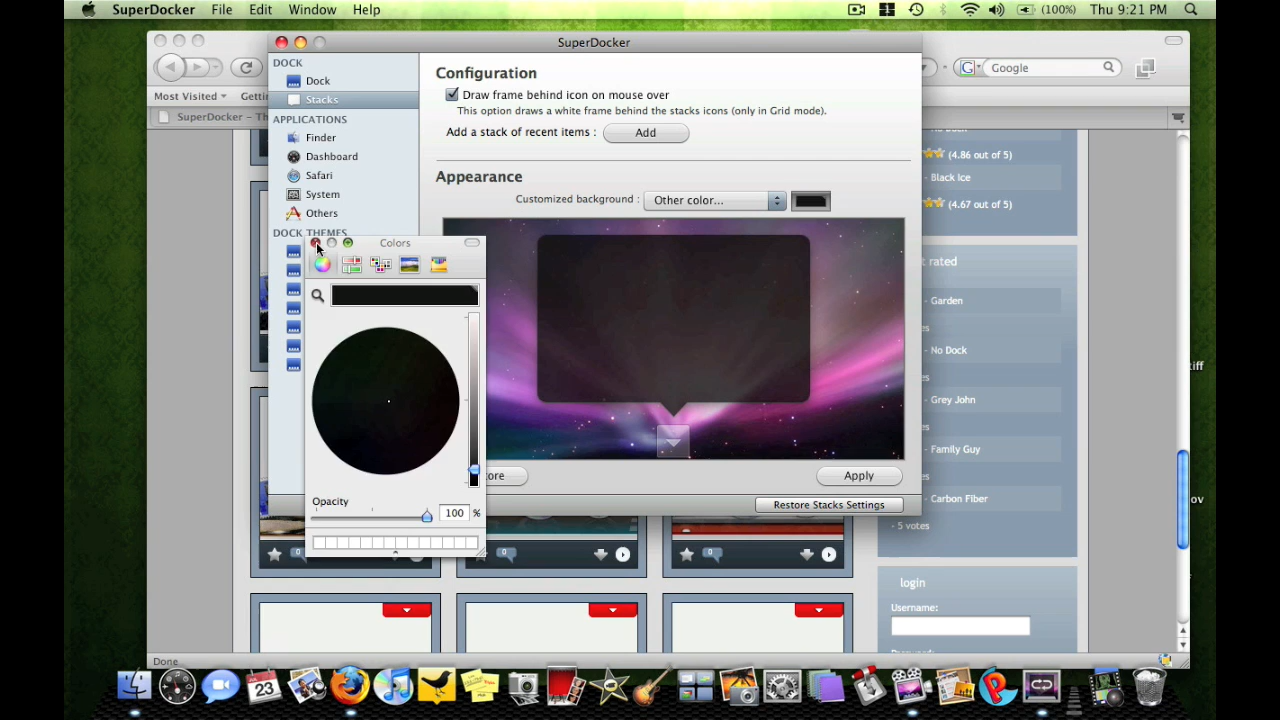 SuperDocker File Edit Window Help
(100%) Thu 9:21 PM
SuperDocker
Google
Most Visited
SuperDocker
DOCK
Dock
Stacks
APPLICATIONS
Finder
Dashboard
Safari
System
Others
DOCK THEMES
Configuration
Draw frame behind icon on mouse over
This option draws a white frame behind the stacks icons (only in Grid mode).
Add a stack of recent items :
Add
Appearance
Customized background :
Other color...
Colors
Opacity
100 %
Apply
Restore Stacks Settings
(4.86 out of 5)
- Black Ice
(4.67 out of 5)
rated
- Garden
- No Dock
- Grey John
- Family Guy
- Carbon Fiber
- 5 votes
login
Username:
0
0
0
Done
23